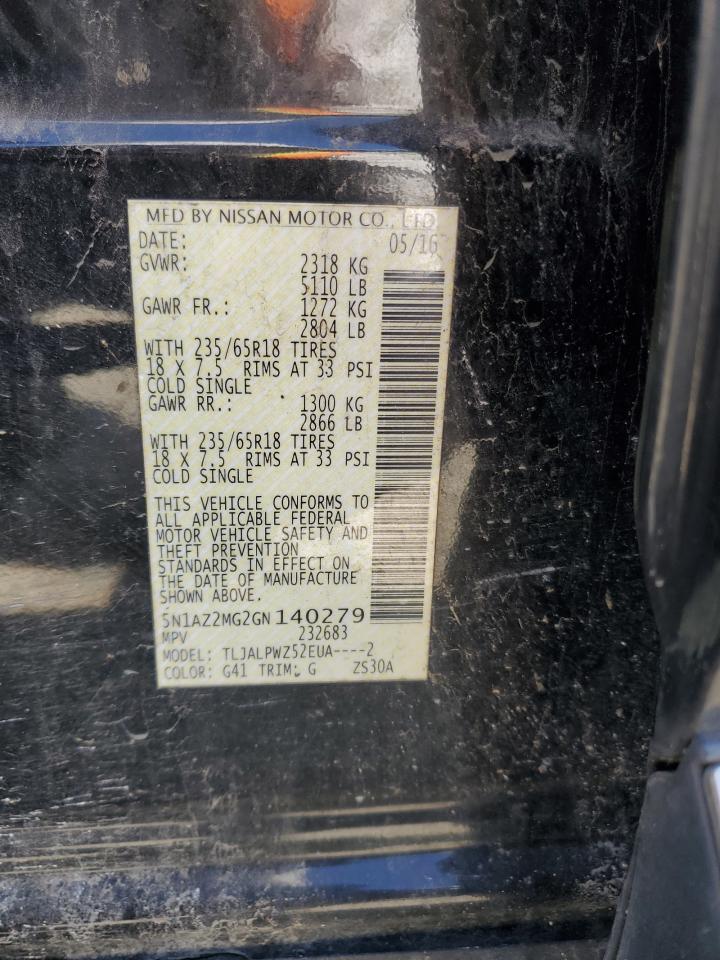 MFD BY NISSAN MOTOR CO., LTD.
DATE: 05/16
GVWR: 2318 KG
5110 LB
GAWR FR.: 1272 KG
2804 LB
WITH 235/65R18 TIRES
18 X 7.5 RIMS AT 33 PSI
COLD SINGLE
GAWR RR.: 1300 KG
2866 LB
WITH 235/65R18 TIRES
18 X 7.5 RIMS AT 33 PSI
COLD SINGLE
THIS VEHICLE CONFORMS TO
ALL APPLICABLE FEDERAL
MOTOR VEHICLE SAFETY AND
THEFT PREVENTION
STANDARDS IN EFFECT ON
THE DATE OF MANUFACTURE
SHOWN ABOVE.
5N1AZ2MG2GN140279
MPV 232683
MODEL: TLJALPWZ52EUA----2
COLOR: G41 TRIM: G ZS30A